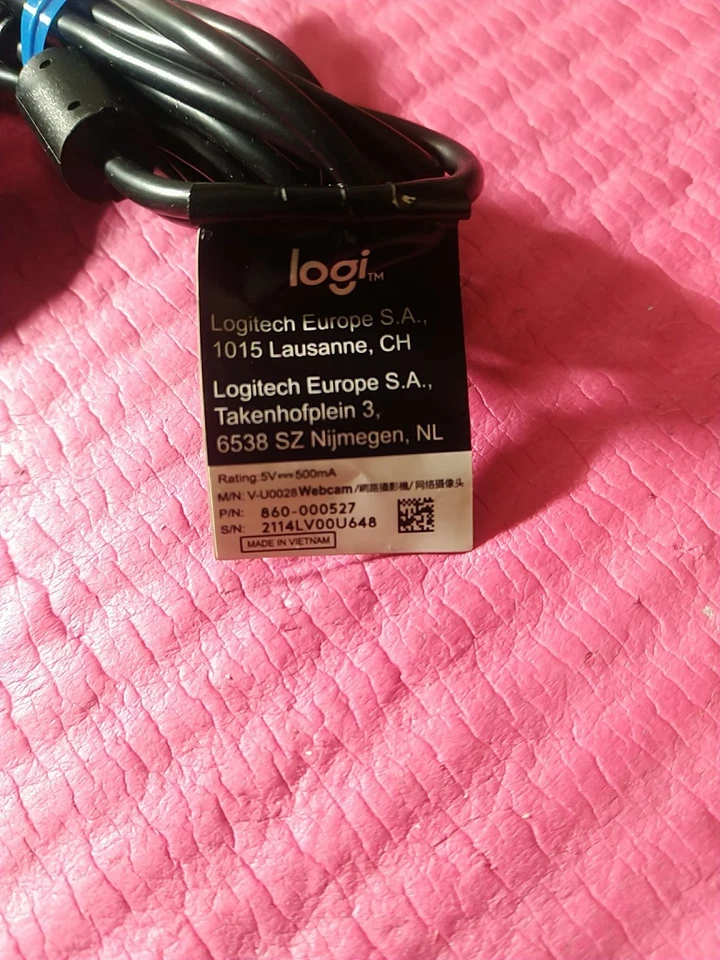 logi™
Logitech Europe S.A.,
1015 Lausanne, CH
Logitech Europe S.A.,
Takenhofplein 3,
6538 SZ Nijmegen, NL
Rating: 5V⎓500mA
M/N: V-U0028 Webcam /網路攝影機/ 网络摄像头
P/N: 860-000527
S/N: 2114LV00U648
MADE IN VIETNAM